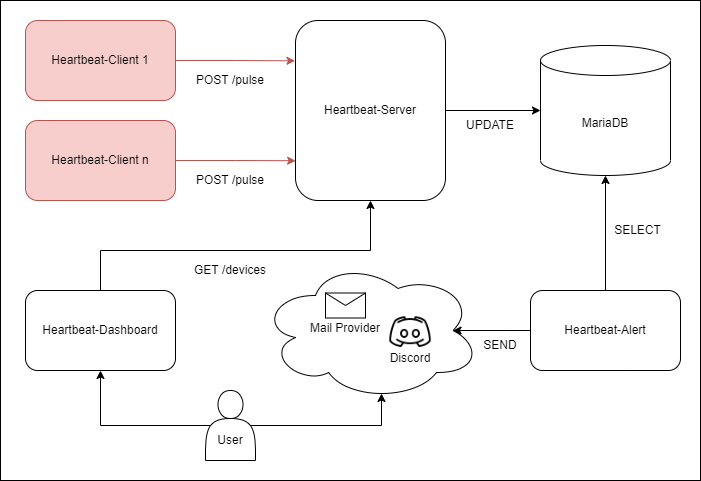 Heartbeat-Client 1
POST /pulse
Heartbeat-Server
UPDATE
MariaDB
Heartbeat-Client n
POST /pulse
SELECT
GET /devices
Heartbeat-Dashboard
Mail Provider
Discord
SEND
Heartbeat-Alert
User